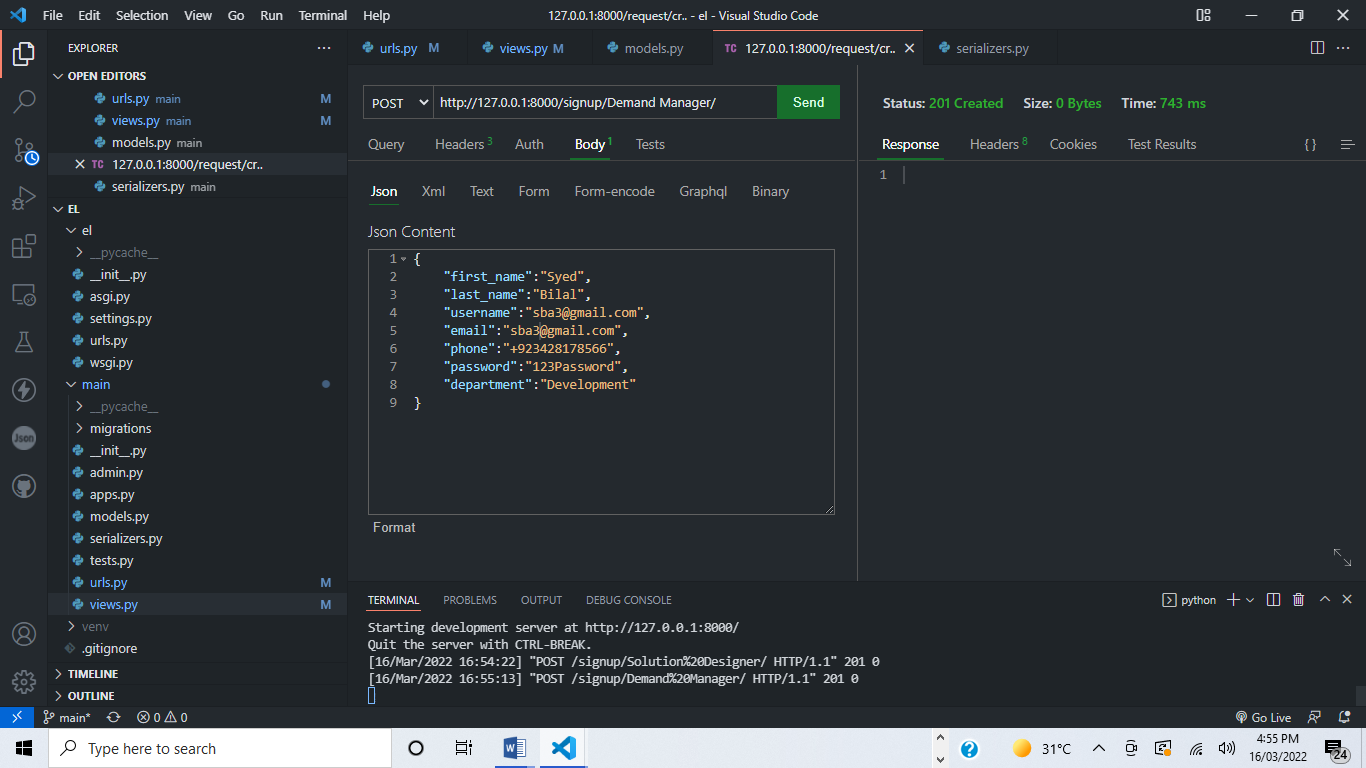 File Edit Selection View Go Run Terminal Help 127.0.0.1:8000/request/cr.. - el - Visual Studio Code
EXPLORER
OPEN EDITORS
urls.py main M
views.py main M
models.py main
TC 127.0.0.1:8000/request/cr..
serializers.py main
EL
el
__pycache__
__init__.py
asgi.py
settings.py
urls.py
wsgi.py
main
__pycache__
migrations
__init__.py
admin.py
apps.py
models.py
serializers.py
tests.py
urls.py M
views.py M
venv
.gitignore
TIMELINE
OUTLINE
Json
urls.py M views.py M models.py TC 127.0.0.1:8000/request/cr.. serializers.py
POST http://127.0.0.1:8000/signup/Demand Manager/ Send
Query Headers 3 Auth Body 1 Tests
Json Xml Text Form Form-encode Graphql Binary
Json Content
1 {
2 "first_name":"Syed",
3 "last_name":"Bilal",
4 "username":"sba3@gmail.com",
5 "email":"sba3@gmail.com",
6 "phone":"+923428178566",
7 "password":"123Password",
8 "department":"Development"
9 }
Format
Status: 201 Created Size: 0 Bytes Time: 743 ms
Response Headers 8 Cookies Test Results { }
1
TERMINAL PROBLEMS OUTPUT DEBUG CONSOLE python
Starting development server at http://127.0.0.1:8000/
Quit the server with CTRL-BREAK.
[16/Mar/2022 16:54:22] "POST /signup/Solution%20Designer/ HTTP/1.1" 201 0
[16/Mar/2022 16:55:13] "POST /signup/Demand%20Manager/ HTTP/1.1" 201 0
main* 0 0 Go Live
Type here to search
31°C
4:55 PM
16/03/2022
24